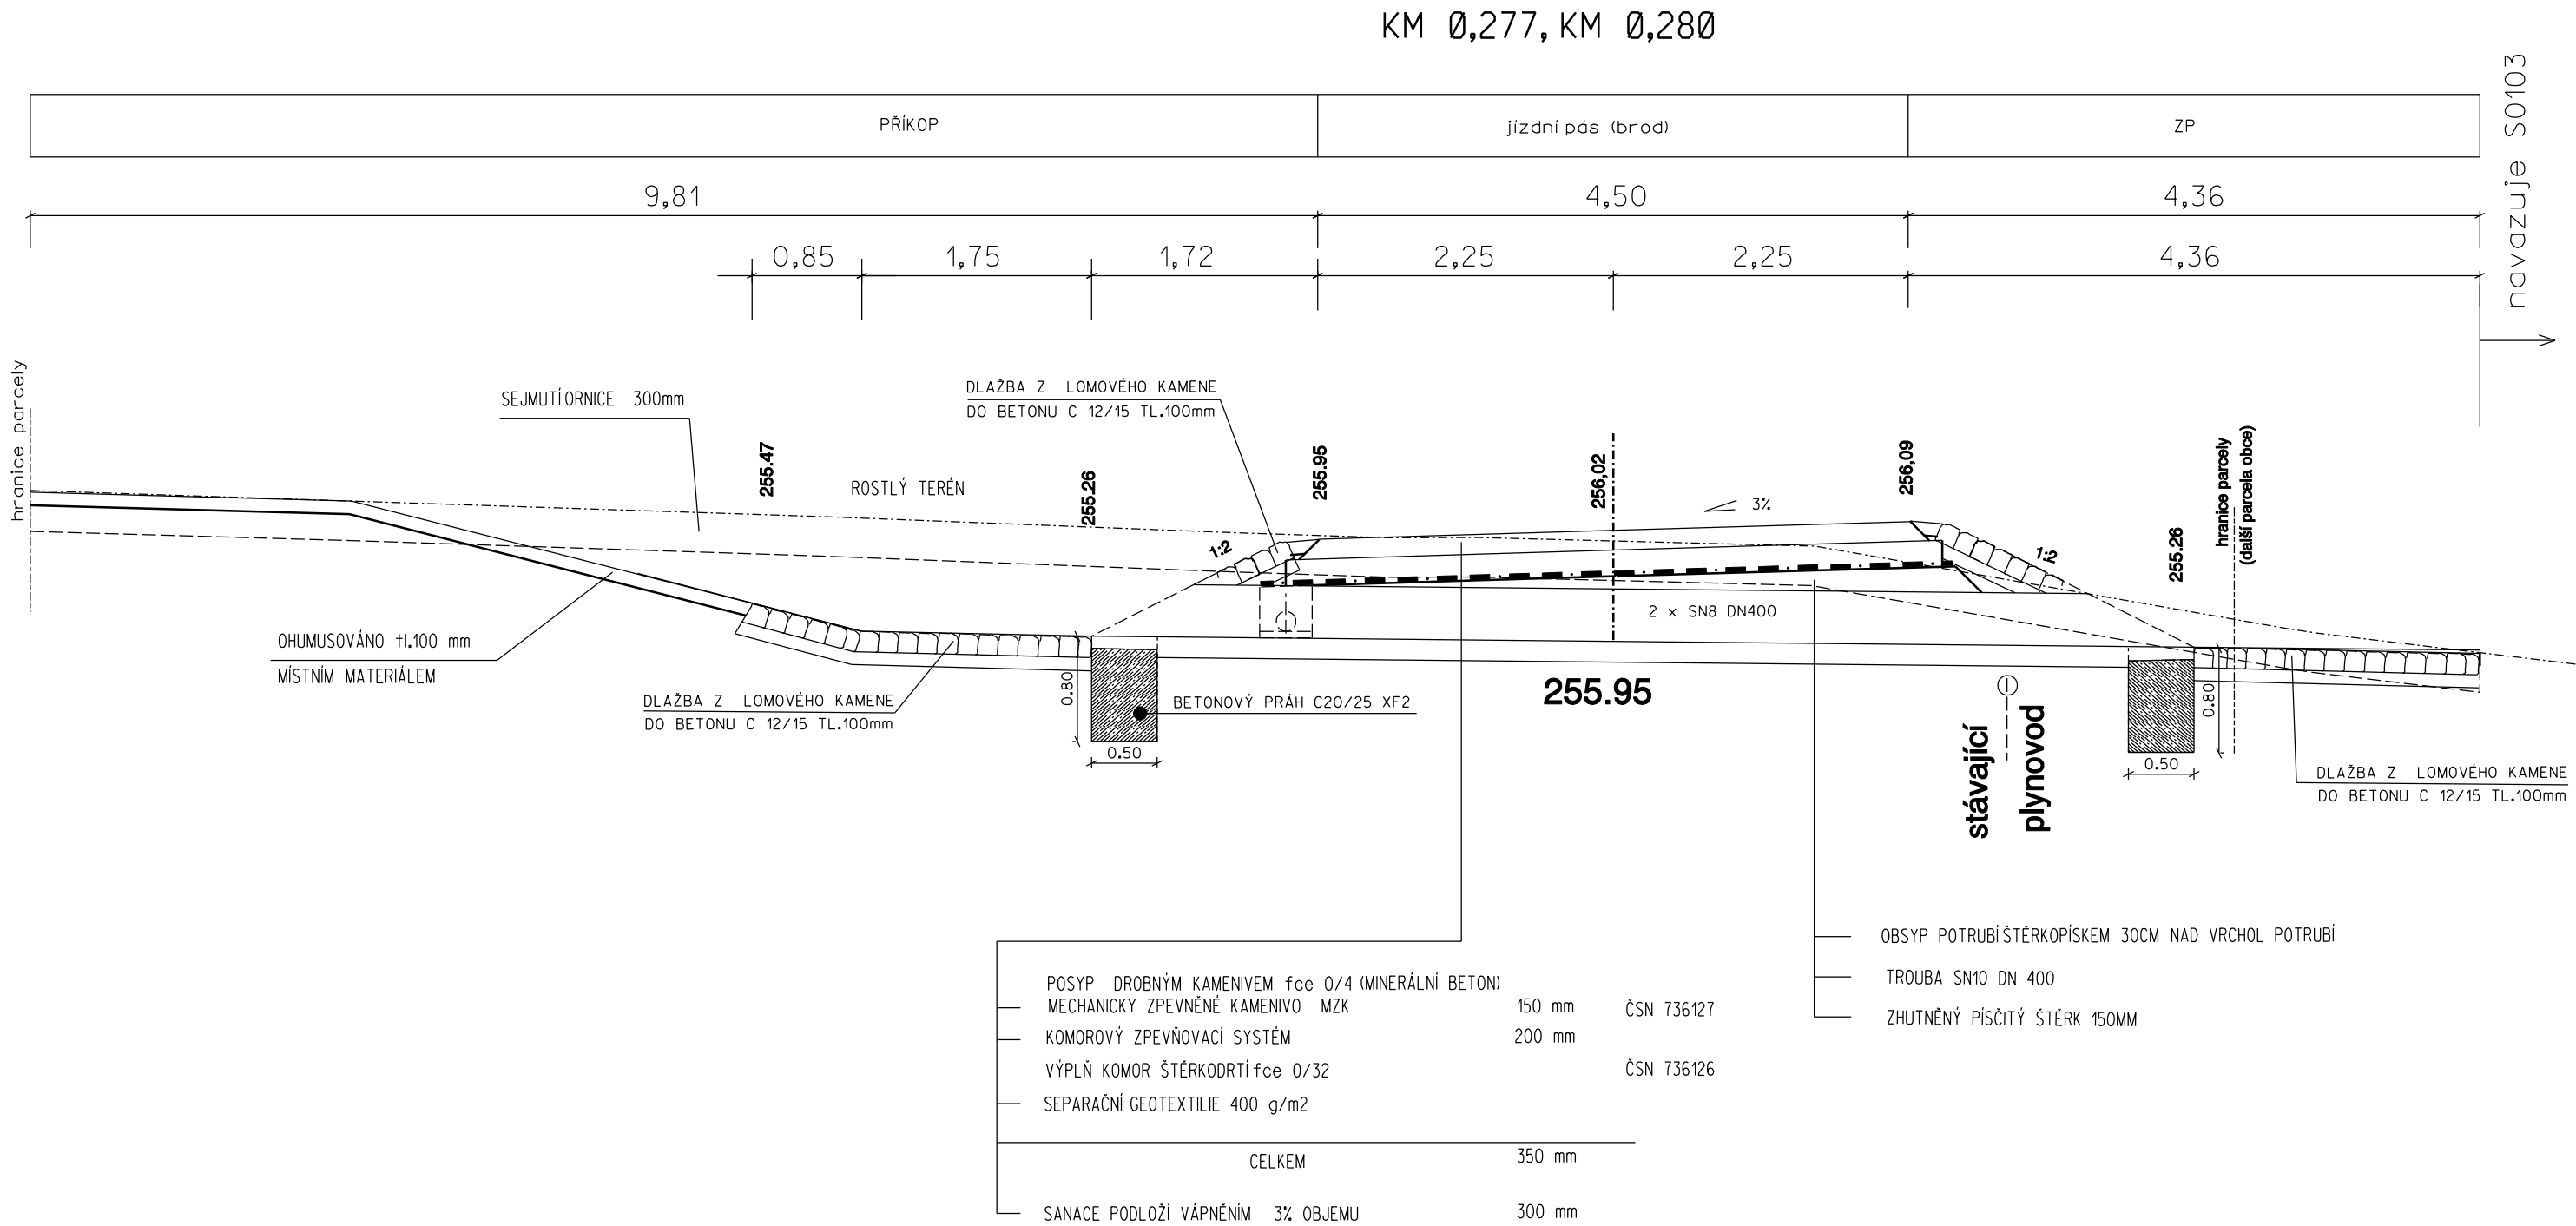 KM 0,277, KM 0,280
navazuje SO103
PŘÍKOP
jízdní pás (brod)
ZP
9,81
4,50
4,36
0,85
1,75
1,72
2,25
2,25
4,36
hranice parcely
SEJMUTÍ ORNICE 300mm
DLAŽBA Z LOMOVÉHO KAMENE
DO BETONU C 12/15 TL.100mm
255.47
ROSTLÝ TERÉN
255.26
255.95
256,02
256,09
3%
255.26
hranice parcely
(další parcela obce)
1:2
1:2
2 x SN8 DN400
OHUMUSOVÁNO tl.100 mm
MÍSTNÍM MATERIÁLEM
DLAŽBA Z LOMOVÉHO KAMENE
DO BETONU C 12/15 TL.100mm
0.80
BETONOVÝ PRÁH C20/25 XF2
0.50
255.95
stávající
plynovod
0.80
0.50
DLAŽBA Z LOMOVÉHO KAMENE
DO BETONU C 12/15 TL.100mm
OBSYP POTRUBÍ ŠTĚRKOPÍSKEM 30CM NAD VRCHOL POTRUBÍ
TROUBA SN10 DN 400
ZHUTNĚNÝ PÍSČITÝ ŠTĚRK 150MM
POSYP DROBNÝM KAMENIVEM fce 0/4 (MINERÁLNÍ BETON)
MECHANICKY ZPEVNĚNÉ KAMENIVO MZK 150 mm ČSN 736127
KOMOROVÝ ZPEVŇOVACÍ SYSTÉM 200 mm
VÝPLŇ KOMOR ŠTĚRKODRTÍ fce 0/32 ČSN 736126
SEPARAČNÍ GEOTEXTILIE 400 g/m2
CELKEM 350 mm
SANACE PODLOŽÍ VÁPNĚNÍM 3% OBJEMU 300 mm